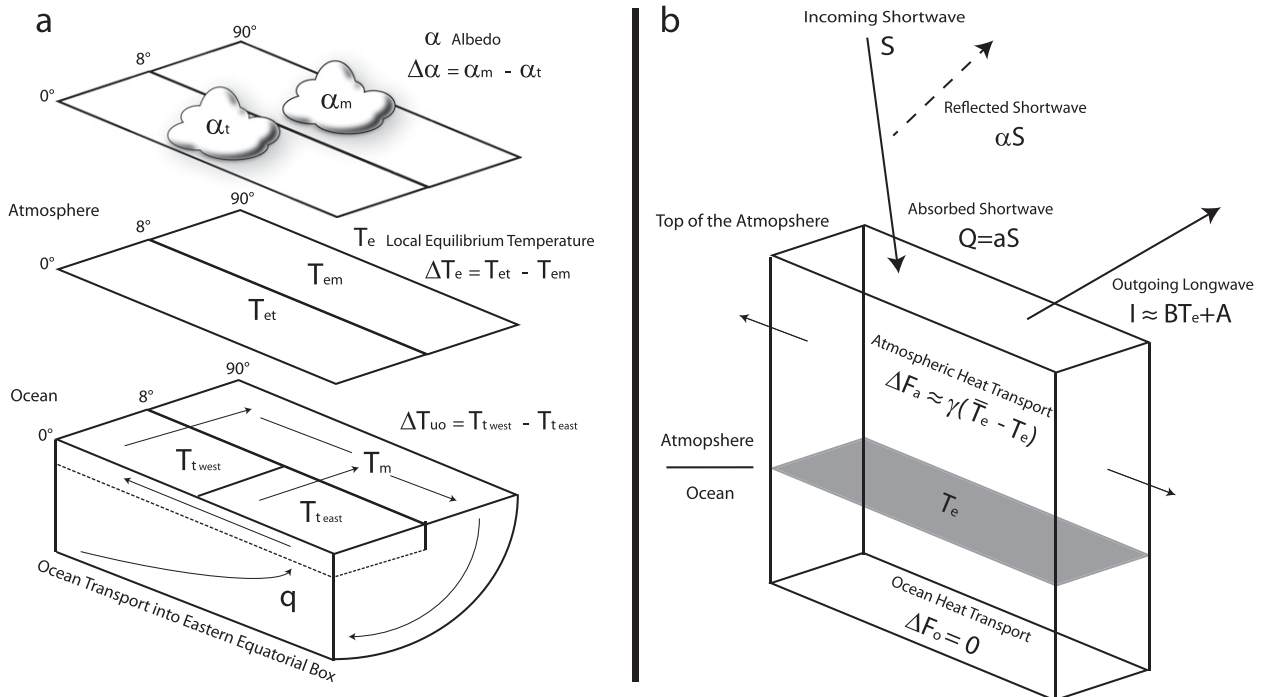 a
α Albedo
Δα = αm - αt
90°
8°
0°
αt
αm
Atmosphere
90°
8°
0°
Te Local Equilibrium Temperature
ΔTe = Tet - Tem
Tem
Tet
Ocean
90°
8°
0°
ΔTuo = Tt west - Tt east
Tt west
Tm
Tt east
q
Ocean Transport into Eastern Equatorial Box
b
Incoming Shortwave
S
Reflected Shortwave
αS
Absorbed Shortwave
Q=aS
Top of the Atmopshere
Outgoing Longwave
I ≈ BTe+A
Atmospheric Heat Transport
ΔFa ≈ γ(T̅e - Te)
Atmopshere
Ocean
Te
Ocean Heat Transport
ΔFo = 0